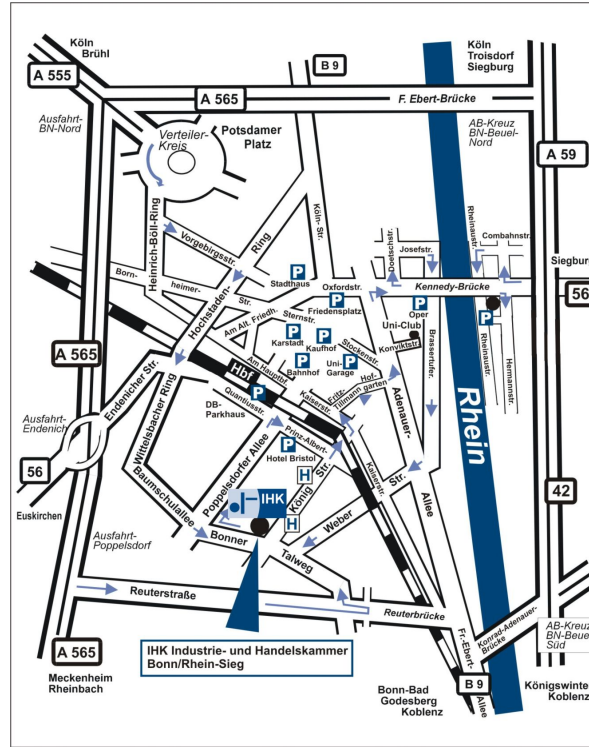 Köln
Brühl
A 555
B 9
Köln
Troisdorf
Siegburg
A 565
F. Ebert-Brücke
Ausfahrt-
BN-Nord
Verteiler-
Kreis
Potsdamer
Platz
AB-Kreuz
BN-Beuel-
Nord
A 59
Heinrich-Böll-Ring
Vorgebirgsstr.
Ring
Köln- Str.
Doetschstr.
Josefstr.
Rheinaustr.
Combahnstr.
Born-
heimer-
Str.
P
Stadthaus
Oxfordstr.
Kennedy-Brücke
Siegburg
56
Hochstaden-
P
Friedensplatz
P
Oper
P
Am Alt. Friedh.
Sternstr.
Uni-Club
P
Karstadt
P
Kaufhof
Stockenstr.
Konviktstr.
Brassertufer.
Rheinaustr.
Hermannstr.
A 565
Endenicher Str.
Hbf
Am Hauptbf.
P
Bahnhof
P
Uni-
Garage
Hof-
garten
P
DB-
Parkhaus
Quantiusstr.
Kaiserstr.
Fritz-
Tillmann
Adenauer-
Rhein
Ausfahrt-
Endenich
Wittelsbacher Ring
Poppelsdorfer Allee
Prinz-Albert-
P
Hotel Bristol
Str.
56
Euskirchen
Baumschulallee
H
König
Kaiserstr.
Str.
Allee
42
IHK
H
Weber
Ausfahrt-
Poppelsdorf
Bonner
Talweg
Reuterstraße
Reuterbrücke
Fr.-Ebert-
Allee
Konrad-Adenauer-
Brücke
AB-Kreuz
BN-Beuel
Süd
A 565
IHK Industrie- und Handelskammer
Bonn/Rhein-Sieg
B 9
Meckenheim
Rheinbach
Bonn-Bad
Godesberg
Koblenz
Königswinter
Koblenz